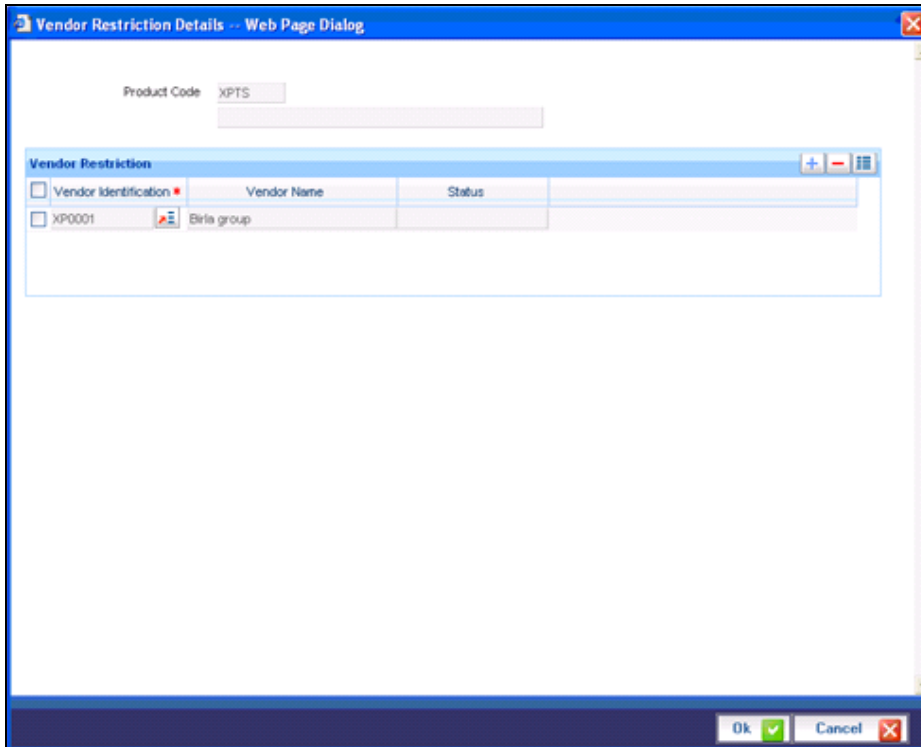 Vendor Restriction Details -- Web Page Dialog
Product Code XPTS
Vendor Restriction
Vendor Identification * Vendor Name Status
XP0001 Birla group
Ok Cancel